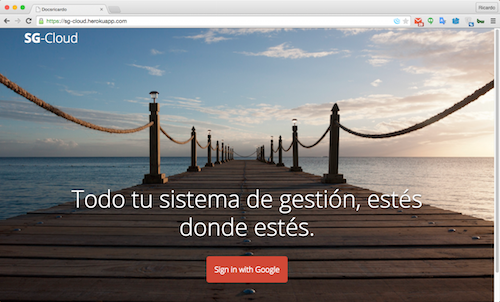 Documents
Ricardo
https://sg-cloud.herokuapp.com
SG-Cloud
Todo tu sistema de gestión, estés
donde estés.
Sign in with Google